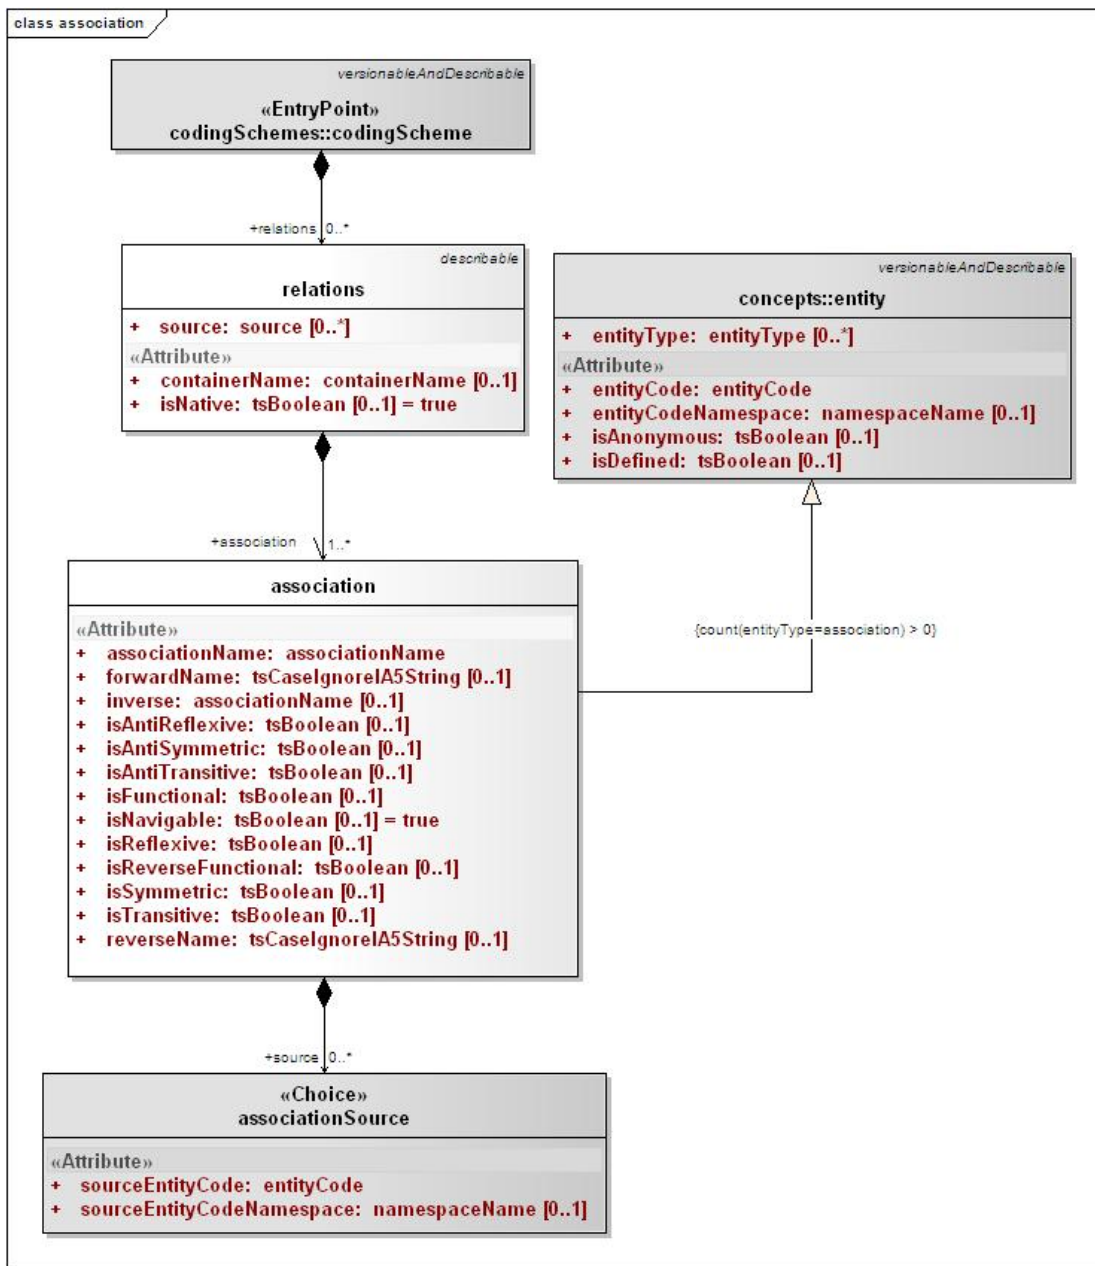 class association
versionableAndDescribable
«EntryPoint»
codingSchemes::codingScheme
+relations 0..*
describable
relations
+ source: source [0..*]
«Attribute»
+ containerName: containerName [0..1]
+ isNative: tsBoolean [0..1] = true
versionableAndDescribable
concepts::entity
+ entityType: entityType [0..*]
«Attribute»
+ entityCode: entityCode
+ entityCodeNamespace: namespaceName [0..1]
+ isAnonymous: tsBoolean [0..1]
+ isDefined: tsBoolean [0..1]
+association 1..*
association
«Attribute»
+ associationName: associationName
+ forwardName: tsCaseIgnoreIA5String [0..1]
+ inverse: associationName [0..1]
+ isAntiReflexive: tsBoolean [0..1]
+ isAntiSymmetric: tsBoolean [0..1]
+ isAntiTransitive: tsBoolean [0..1]
+ isFunctional: tsBoolean [0..1]
+ isNavigable: tsBoolean [0..1] = true
+ isReflexive: tsBoolean [0..1]
+ isReverseFunctional: tsBoolean [0..1]
+ isSymmetric: tsBoolean [0..1]
+ isTransitive: tsBoolean [0..1]
+ reverseName: tsCaseIgnoreIA5String [0..1]
{count(entityType=association) > 0}
+source 0..*
«Choice»
associationSource
«Attribute»
+ sourceEntityCode: entityCode
+ sourceEntityCodeNamespace: namespaceName [0..1]